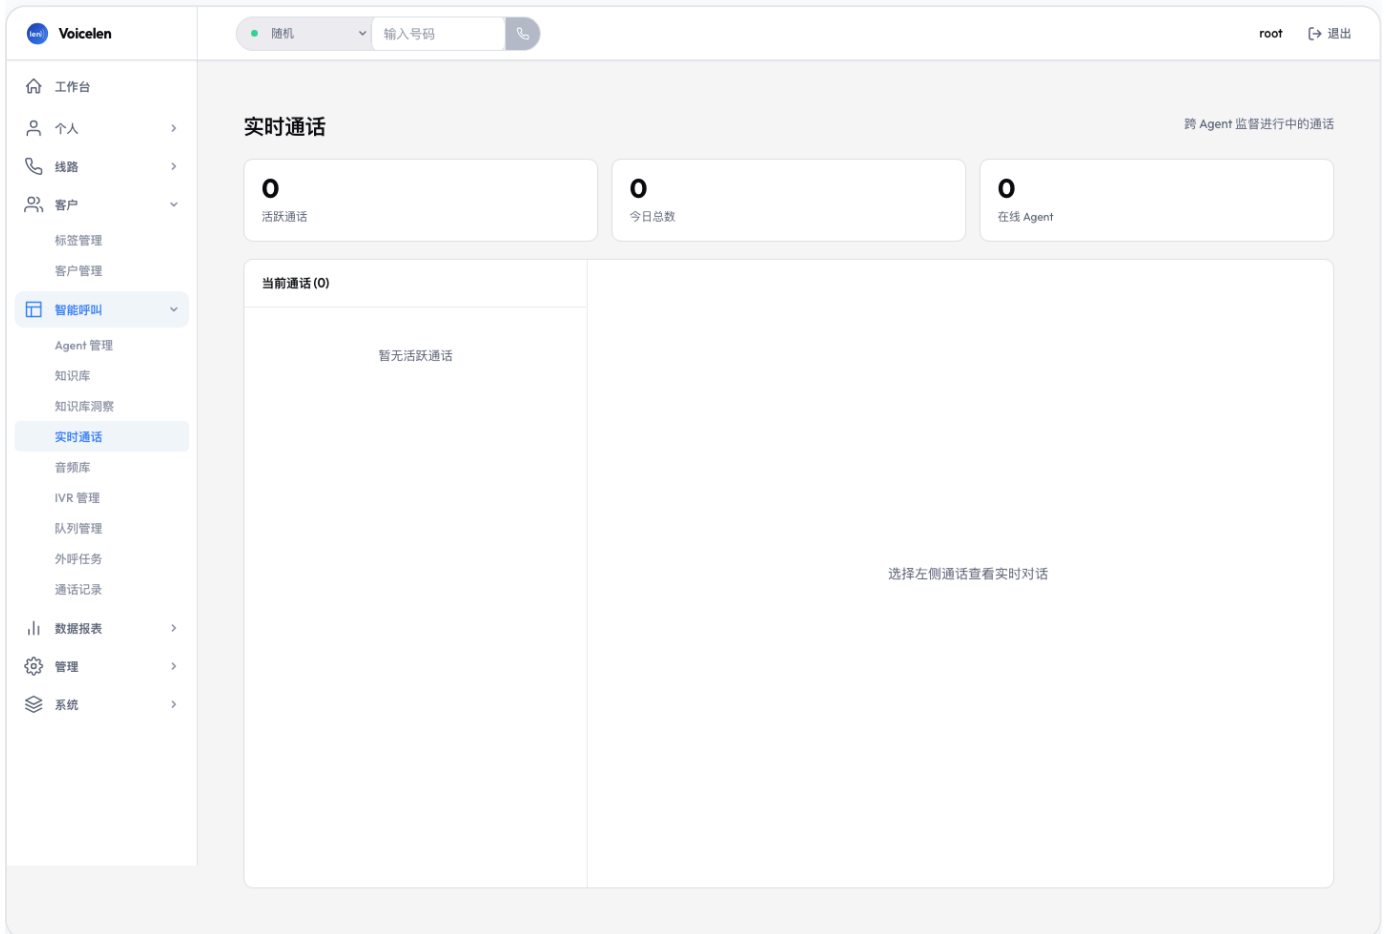 leni
Voicelen
随机
输入号码
root
退出
工作台
个人
线路
客户
标签管理
客户管理
智能呼叫
Agent 管理
知识库
知识库洞察
实时通话
音频库
IVR 管理
队列管理
外呼任务
通话记录
数据报表
管理
系统
实时通话
跨 Agent 监督进行中的通话
0
活跃通话
0
今日总数
0
在线 Agent
当前通话 (0)
暂无活跃通话
选择左侧通话查看实时对话